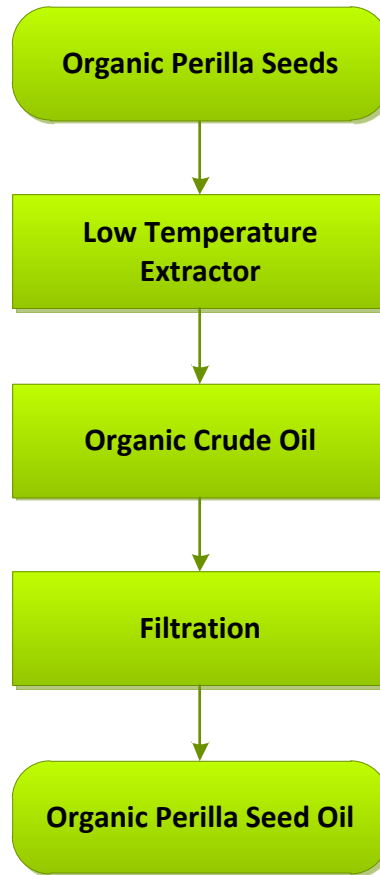 Organic Perilla Seeds
Low Temperature
Extractor
Organic Crude Oil
Filtration
Organic Perilla Seed Oil